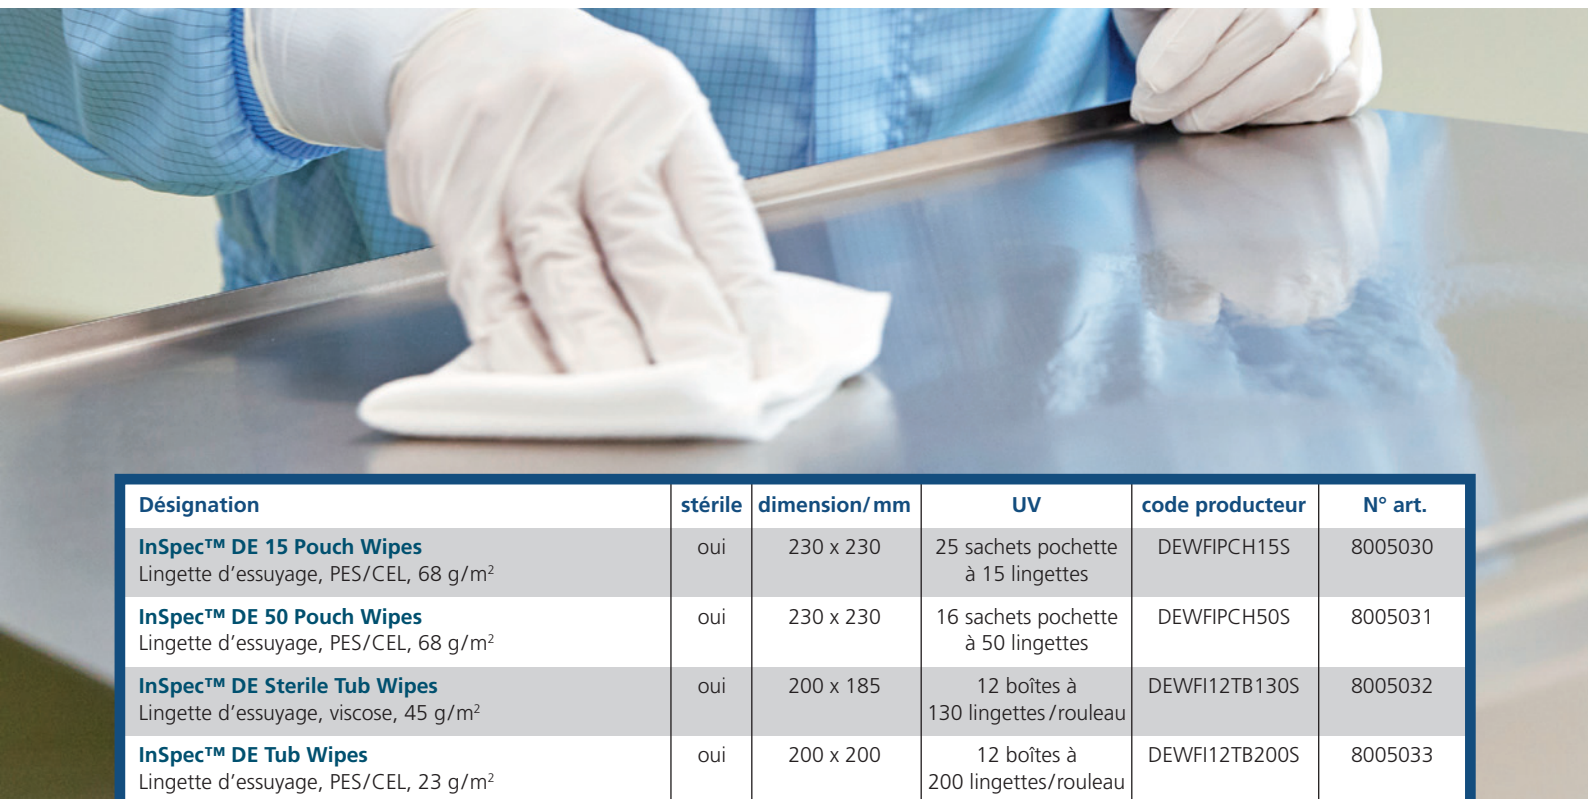 Désignation stérile dimension/mm UV code producteur N° art.
InSpec™ DE 15 Pouch Wipes oui 230 x 230 25 sachets pochette DEWFIPCH15S 8005030
Lingette d’essuyage, PES/CEL, 68 g/m² à 15 lingettes
InSpec™ DE 50 Pouch Wipes oui 230 x 230 16 sachets pochette DEWFIPCH50S 8005031
Lingette d’essuyage, PES/CEL, 68 g/m² à 50 lingettes
InSpec™ DE Sterile Tub Wipes oui 200 x 185 12 boîtes à DEWFI12TB130S 8005032
Lingette d’essuyage, viscose, 45 g/m² 130 lingettes/rouleau
InSpec™ DE Tub Wipes oui 200 x 200 12 boîtes à DEWFI12TB200S 8005033
Lingette d’essuyage, PES/CEL, 23 g/m² 200 lingettes/rouleau